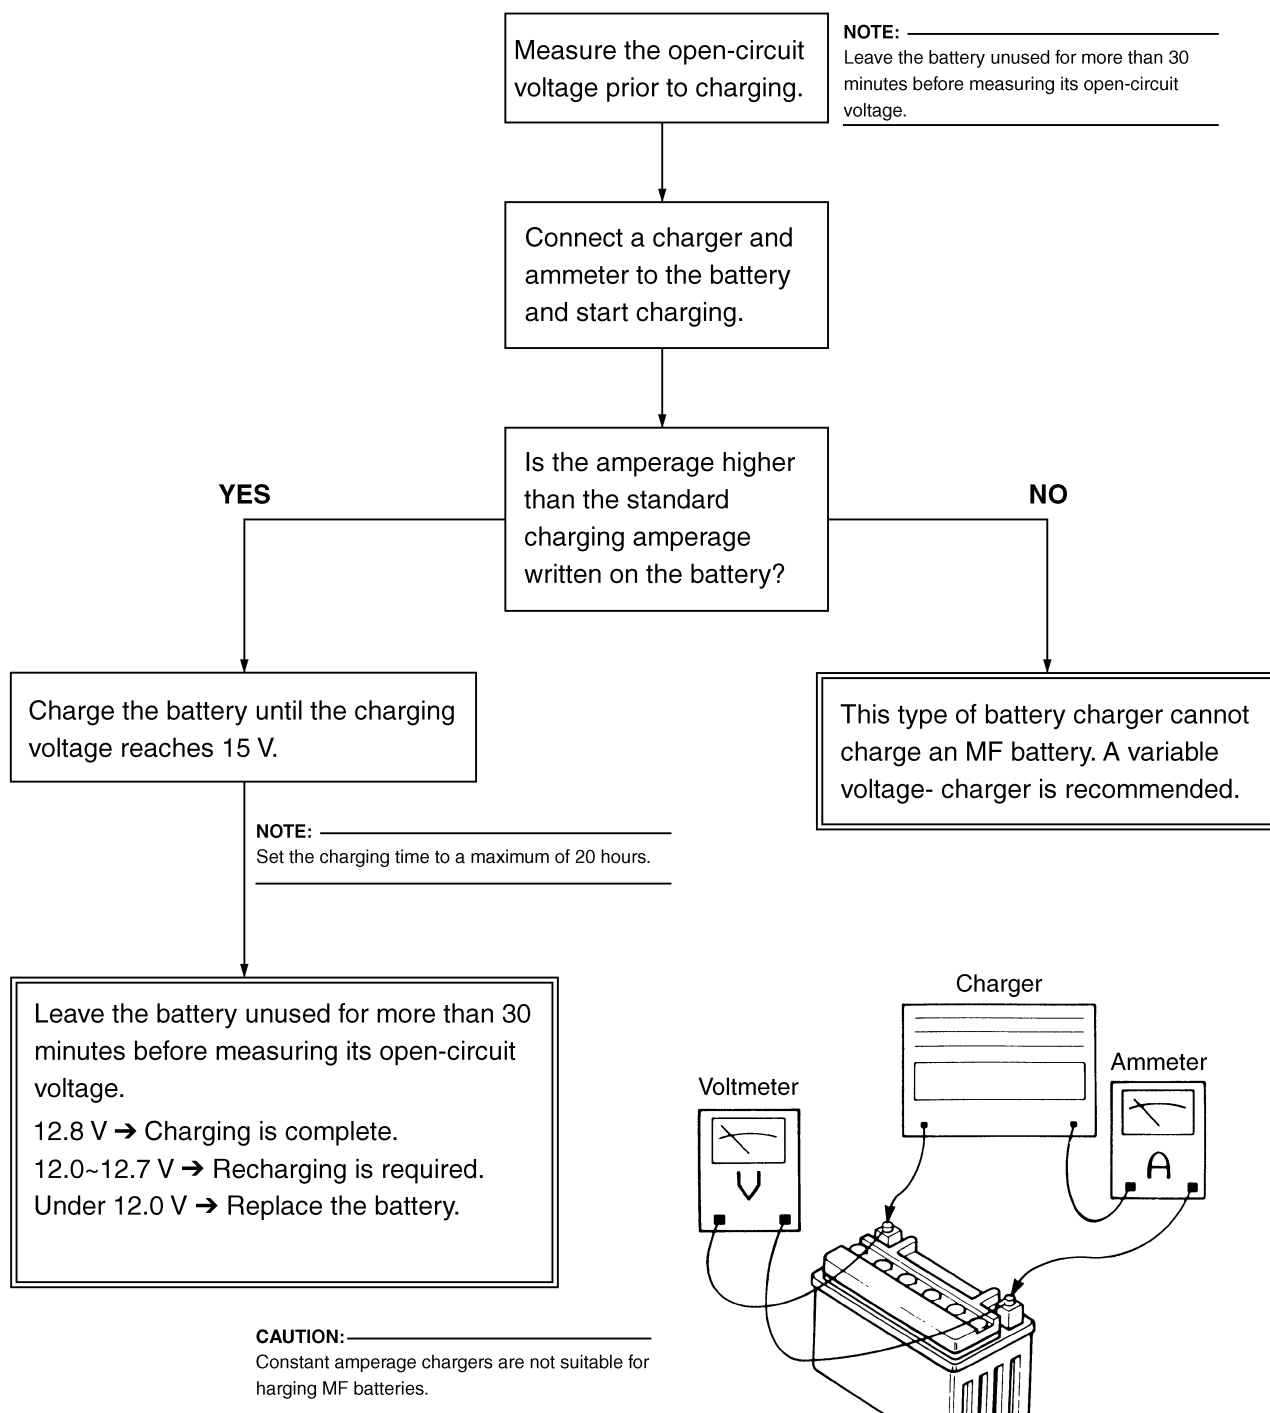 Measure the open-circuit
voltage prior to charging.
NOTE:
Leave the battery unused for more than 30
minutes before measuring its open-circuit
voltage.
Connect a charger and
ammeter to the battery
and start charging.
Is the amperage higher
than the standard
charging amperage
written on the battery?
YES
NO
Charge the battery until the charging
voltage reaches 15 V.
This type of battery charger cannot
charge an MF battery. A variable
voltage- charger is recommended.
NOTE:
Set the charging time to a maximum of 20 hours.
Leave the battery unused for more than 30
minutes before measuring its open-circuit
voltage.
12.8 V ➔ Charging is complete.
12.0~12.7 V ➔ Recharging is required.
Under 12.0 V ➔ Replace the battery.
Charger
Ammeter
Voltmeter
V
A
CAUTION:
Constant amperage chargers are not suitable for
harging MF batteries.